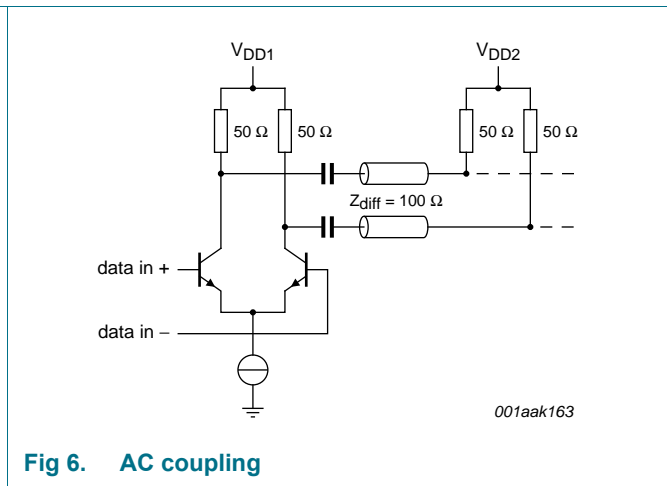 VDD1
VDD2
50 Ω 50 Ω 50 Ω 50 Ω
Zdiff = 100 Ω
data in +
data in −
001aak163
Fig 6. AC coupling